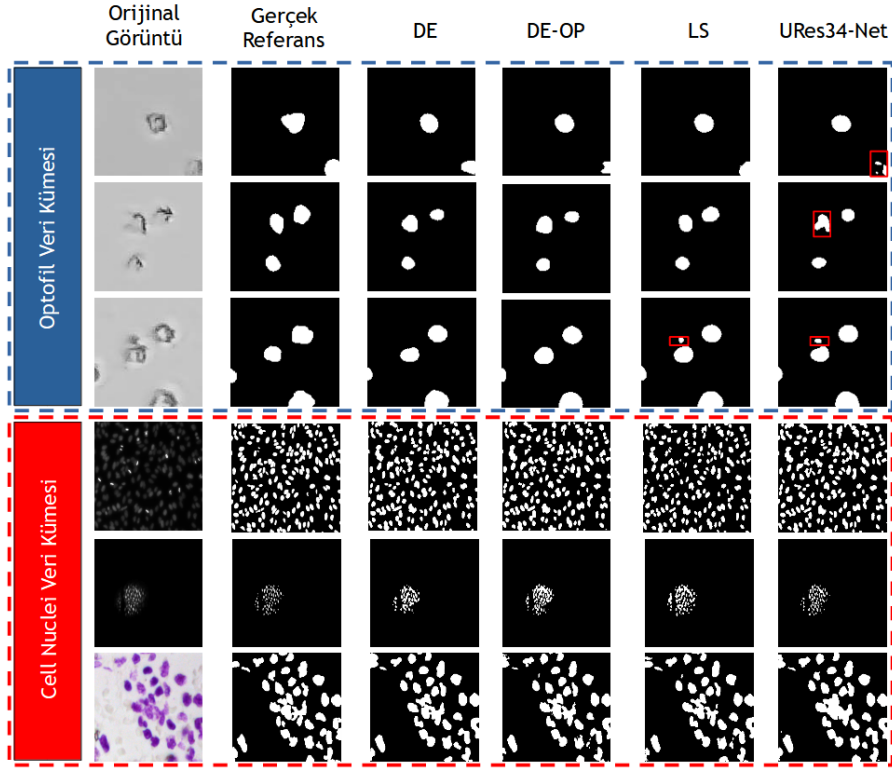 Orijinal
Görüntü
Gerçek
Referans
DE
DE-OP
LS
URes34-Net
Optofil Veri Kümesi
Cell Nuclei Veri Kümesi